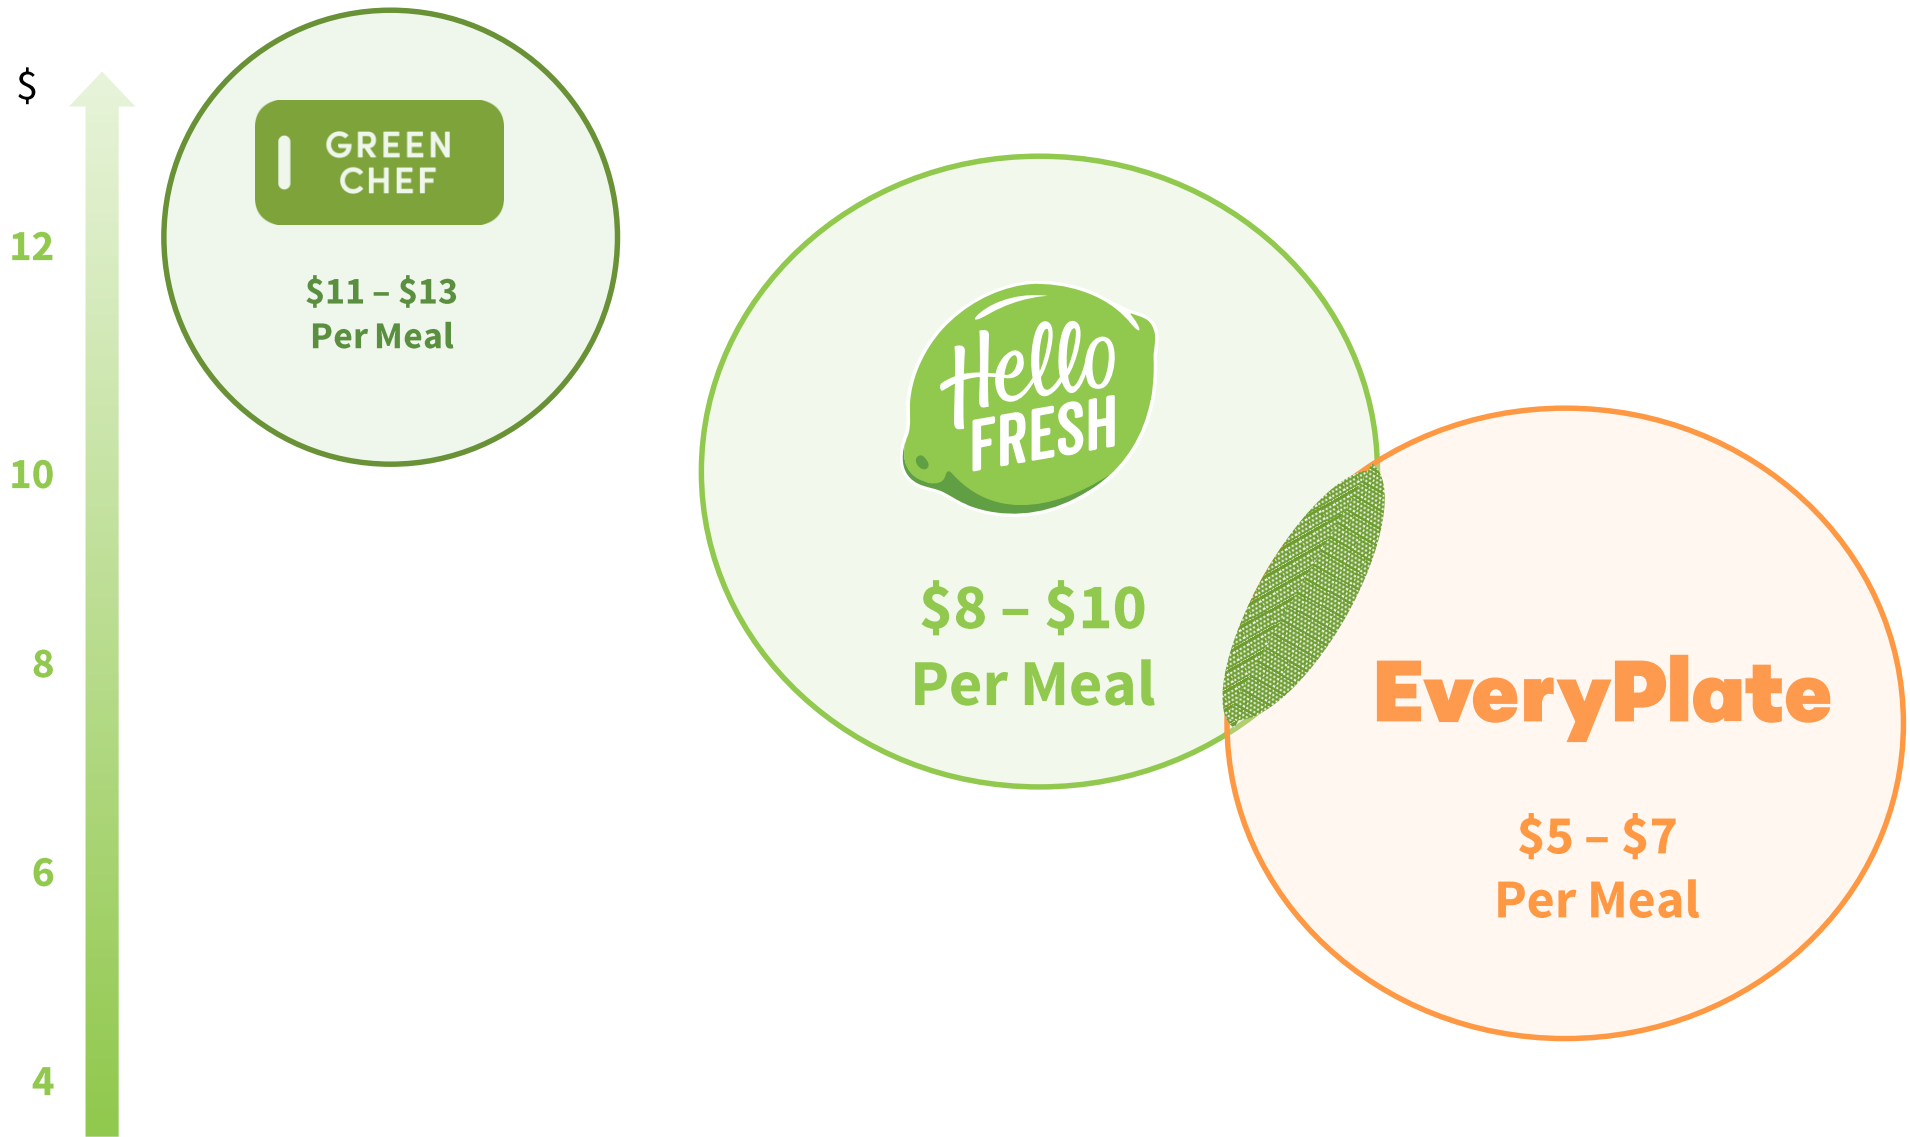 $
12
10
8
6
4
GREEN
CHEF
$11 – $13
Per Meal
Hello
FRESH
$8 – $10
Per Meal
EveryPlate
$5 – $7
Per Meal